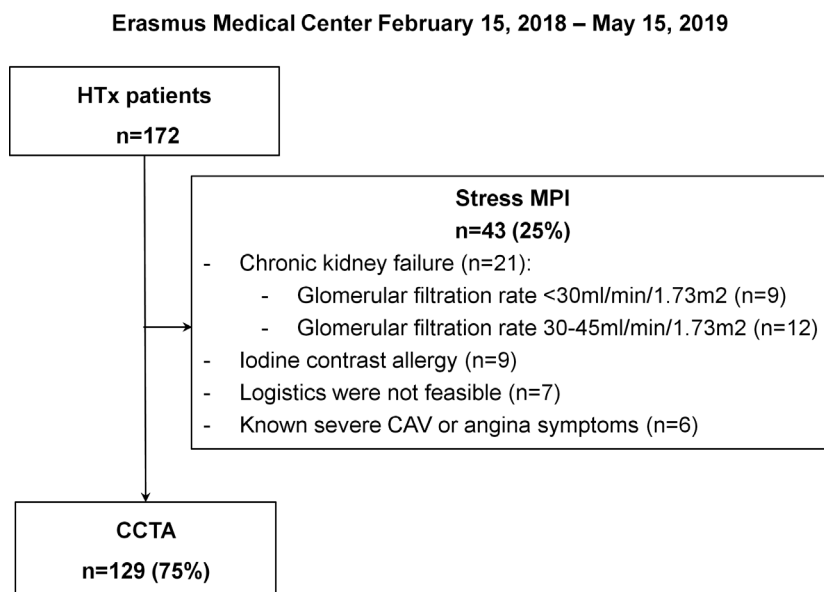 Erasmus Medical Center February 15, 2018 – May 15, 2019
HTx patients
n=172
Stress MPI
n=43 (25%)
- Chronic kidney failure (n=21):
- Glomerular filtration rate <30ml/min/1.73m2 (n=9)
- Glomerular filtration rate 30-45ml/min/1.73m2 (n=12)
- Iodine contrast allergy (n=9)
- Logistics were not feasible (n=7)
- Known severe CAV or angina symptoms (n=6)
CCTA
n=129 (75%)